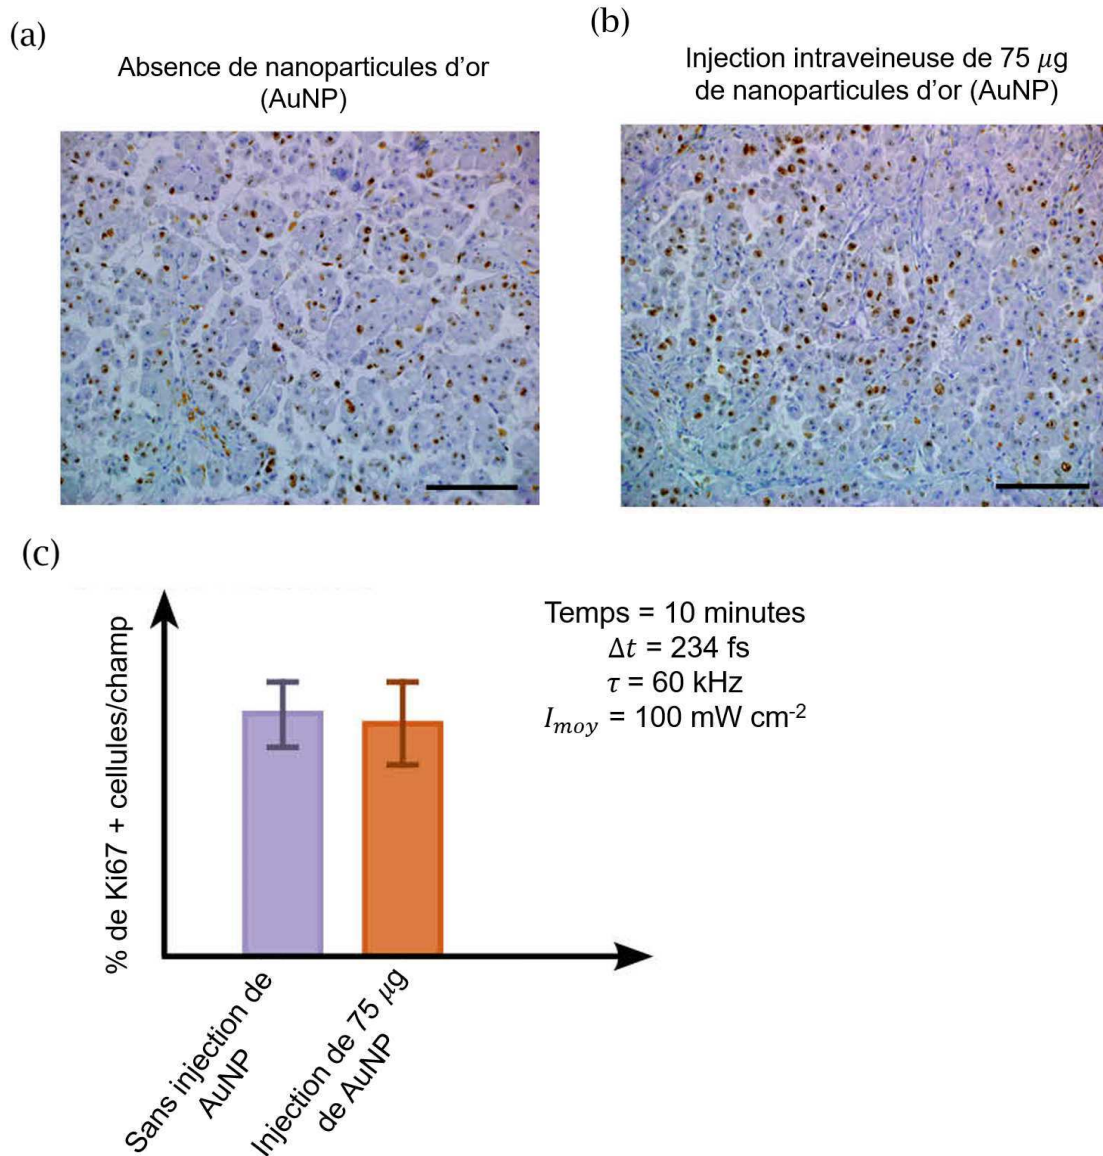 (a)
Absence de nanoparticules d'or
(AuNP)
(b)
Injection intraveineuse de 75 𝜇g
de nanoparticules d'or (AuNP)
(c)
% de Ki67 + cellules/champ
Sans injection de
AuNP
Injection de 75 𝜇g
de AuNP
Temps = 10 minutes
Δ𝑡 = 234 fs
𝜏 = 60 kHz
𝐼𝑚𝑜𝑦 = 100 mW cm-2